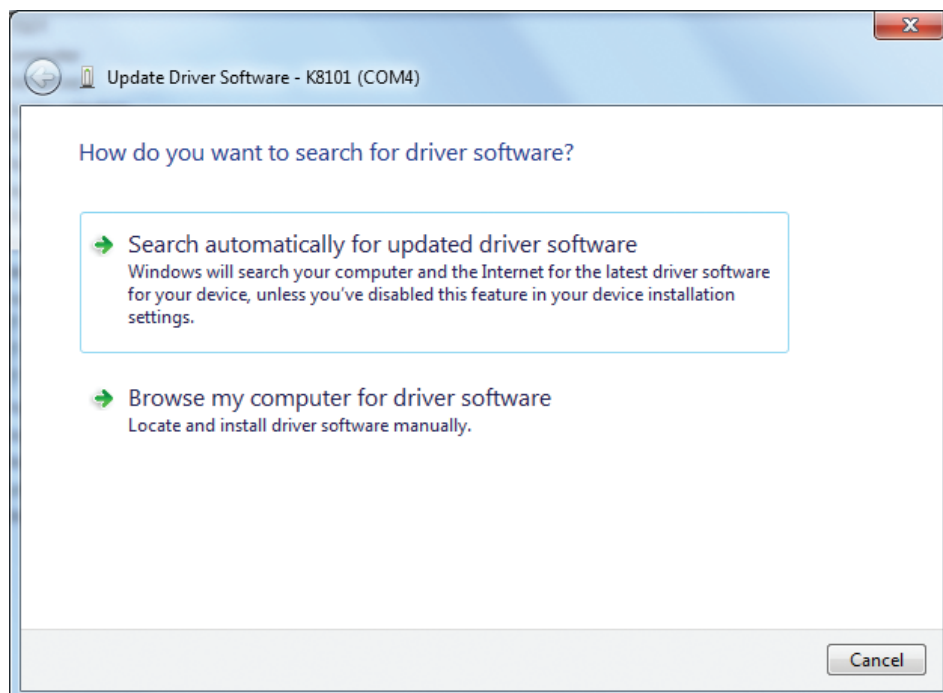 Update Driver Software - K8101 (COM4)
How do you want to search for driver software?
Search automatically for updated driver software
Windows will search your computer and the Internet for the latest driver software
for your device, unless you've disabled this feature in your device installation
settings.
Browse my computer for driver software
Locate and install driver software manually.
Cancel